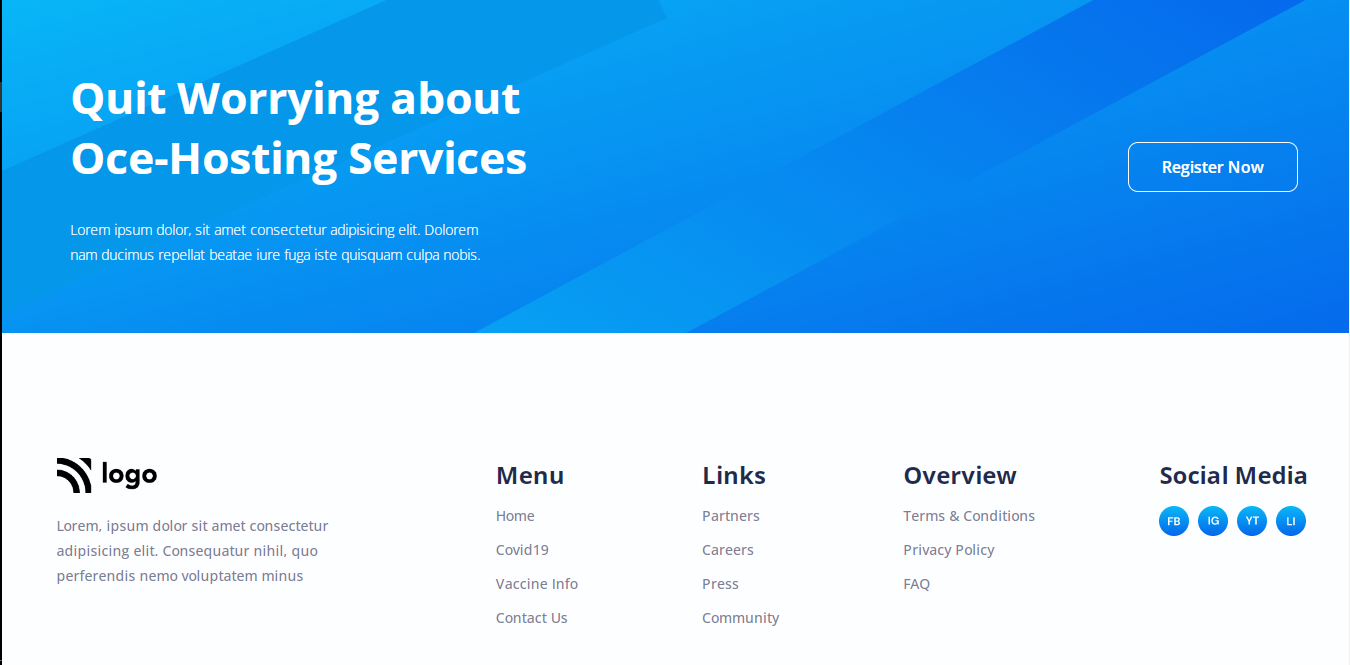 Quit Worrying about
Oce-Hosting Services
Lorem ipsum dolor, sit amet consectetur adipisicing elit. Dolorem
nam ducimus repellat beatae iure fuga iste quisquam culpa nobis.
Register Now
logo
Lorem, ipsum dolor sit amet consectetur
adipisicing elit. Consequatur nihil, quo
perferendis nemo voluptatem minus
Menu
Home
Covid19
Vaccine Info
Contact Us
Links
Partners
Careers
Press
Community
Overview
Terms & Conditions
Privacy Policy
FAQ
Social Media
FB IG YT LI